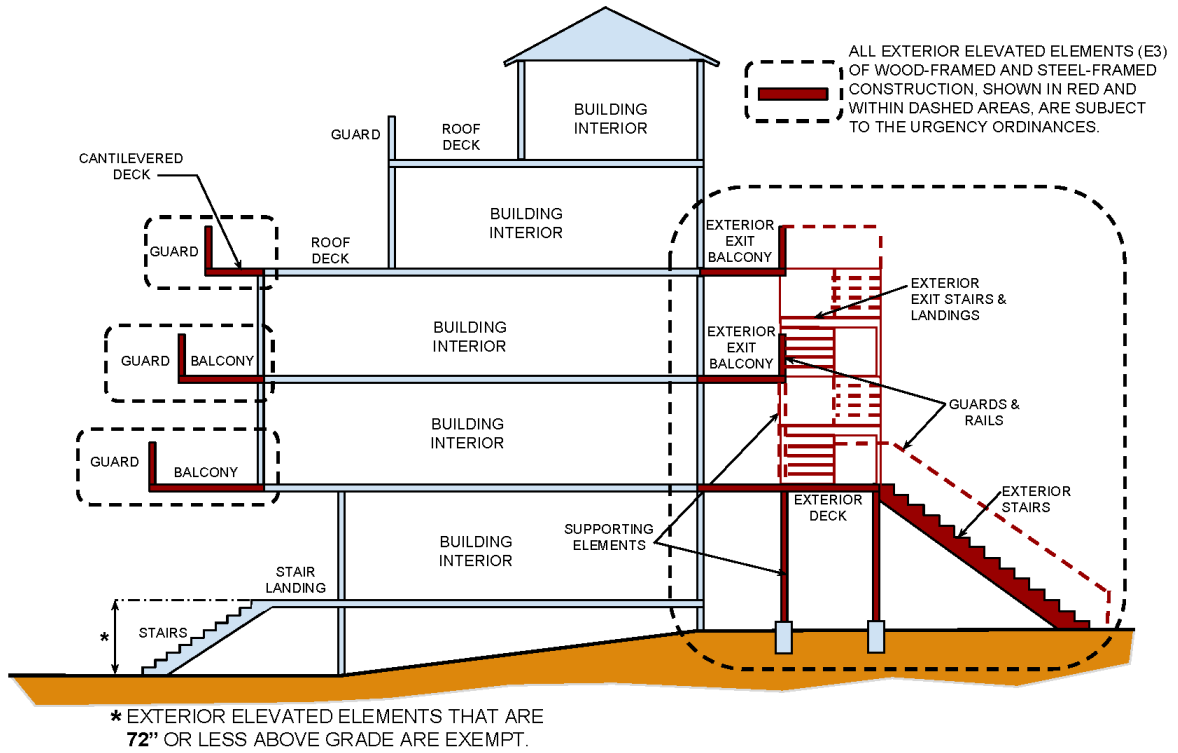 ALL EXTERIOR ELEVATED ELEMENTS (E3)
OF WOOD-FRAMED AND STEEL-FRAMED
CONSTRUCTION, SHOWN IN RED AND
WITHIN DASHED AREAS, ARE SUBJECT
TO THE URGENCY ORDINANCES.
BUILDING
INTERIOR
GUARD
ROOF
DECK
CANTILEVERED
DECK
BUILDING
INTERIOR
GUARD
ROOF
DECK
EXTERIOR
EXIT
BALCONY
EXTERIOR
EXIT STAIRS &
LANDINGS
GUARD
BALCONY
BUILDING
INTERIOR
EXTERIOR
EXIT
BALCONY
GUARDS &
RAILS
GUARD
BALCONY
BUILDING
INTERIOR
EXTERIOR
STAIRS
EXTERIOR
DECK
SUPPORTING
ELEMENTS
BUILDING
INTERIOR
STAIR
LANDING
*
STAIRS
* EXTERIOR ELEVATED ELEMENTS THAT ARE
72” OR LESS ABOVE GRADE ARE EXEMPT.